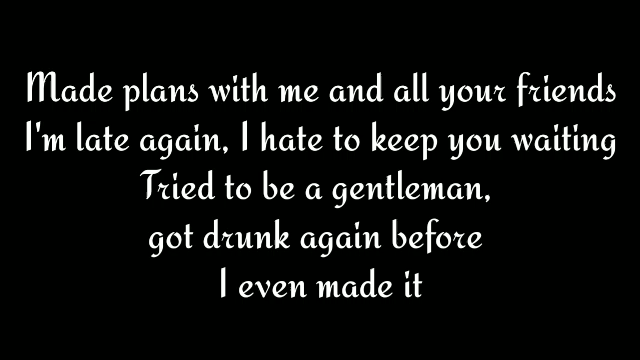 Made plans with me and all your friends
I'm late again, I hate to keep you waiting
Tried to be a gentleman,
got drunk again before
I even made it